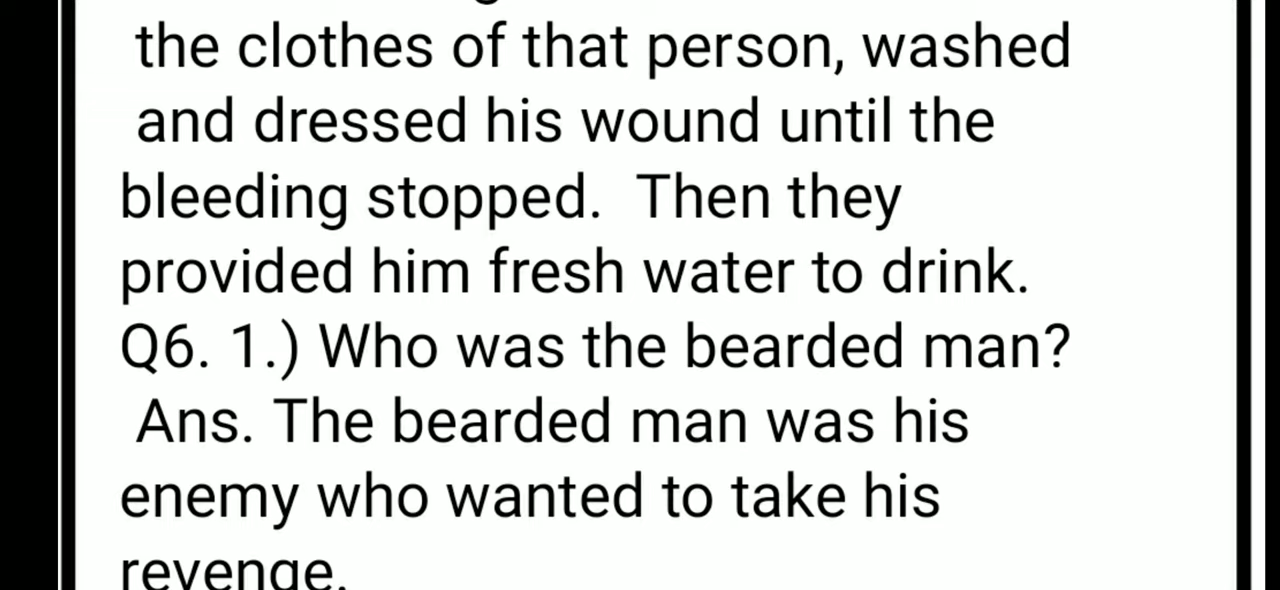 the clothes of that person, washed
and dressed his wound until the
bleeding stopped.  Then they
provided him fresh water to drink.
Q6. 1.) Who was the bearded man?
Ans. The bearded man was his
enemy who wanted to take his
revenge.